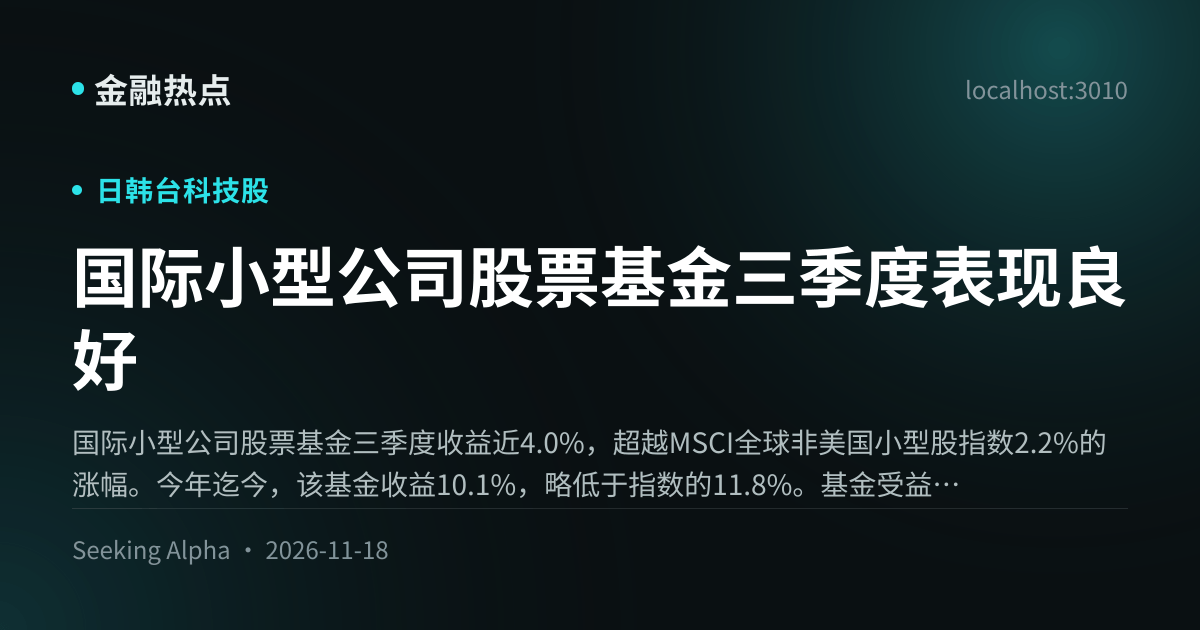 金融热点
localhost:3010
日韩台科技股
国际小型公司股票基金三季度表现良
好
国际小型公司股票基金三季度收益近4.0%，超越MSCI全球非美国小型股指数2.2%的
涨幅。今年迄今，该基金收益10.1%，略低于指数的11.8%。基金受益…
Seeking Alpha • 2026-11-18